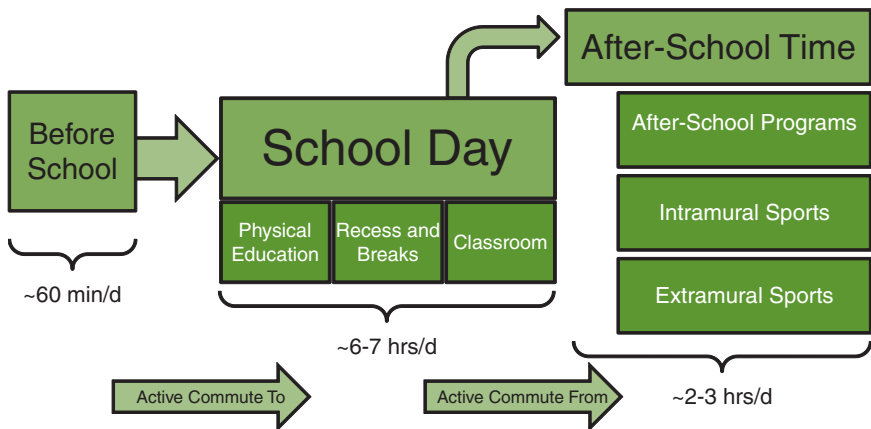 Before
School
~60 min/d
School Day
Physical
Education
Recess and
Breaks
Classroom
~6-7 hrs/d
After-School Time
After-School Programs
Intramural Sports
Extramural Sports
~2-3 hrs/d
Active Commute To
Active Commute From